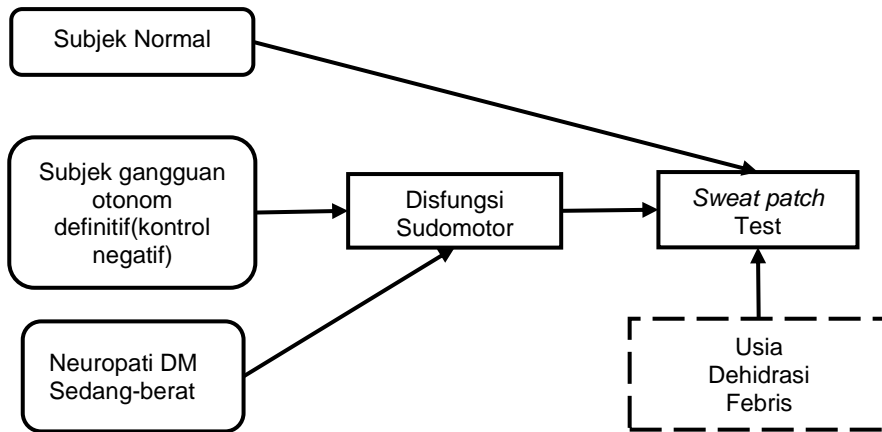 Subjek Normal
Subjek gangguan
otonom
definitif(kontrol
negatif)
Disfungsi
Sudomotor
Sweat patch
Test
Neuropati DM
Sedang-berat
Usia
Dehidrasi
Febris